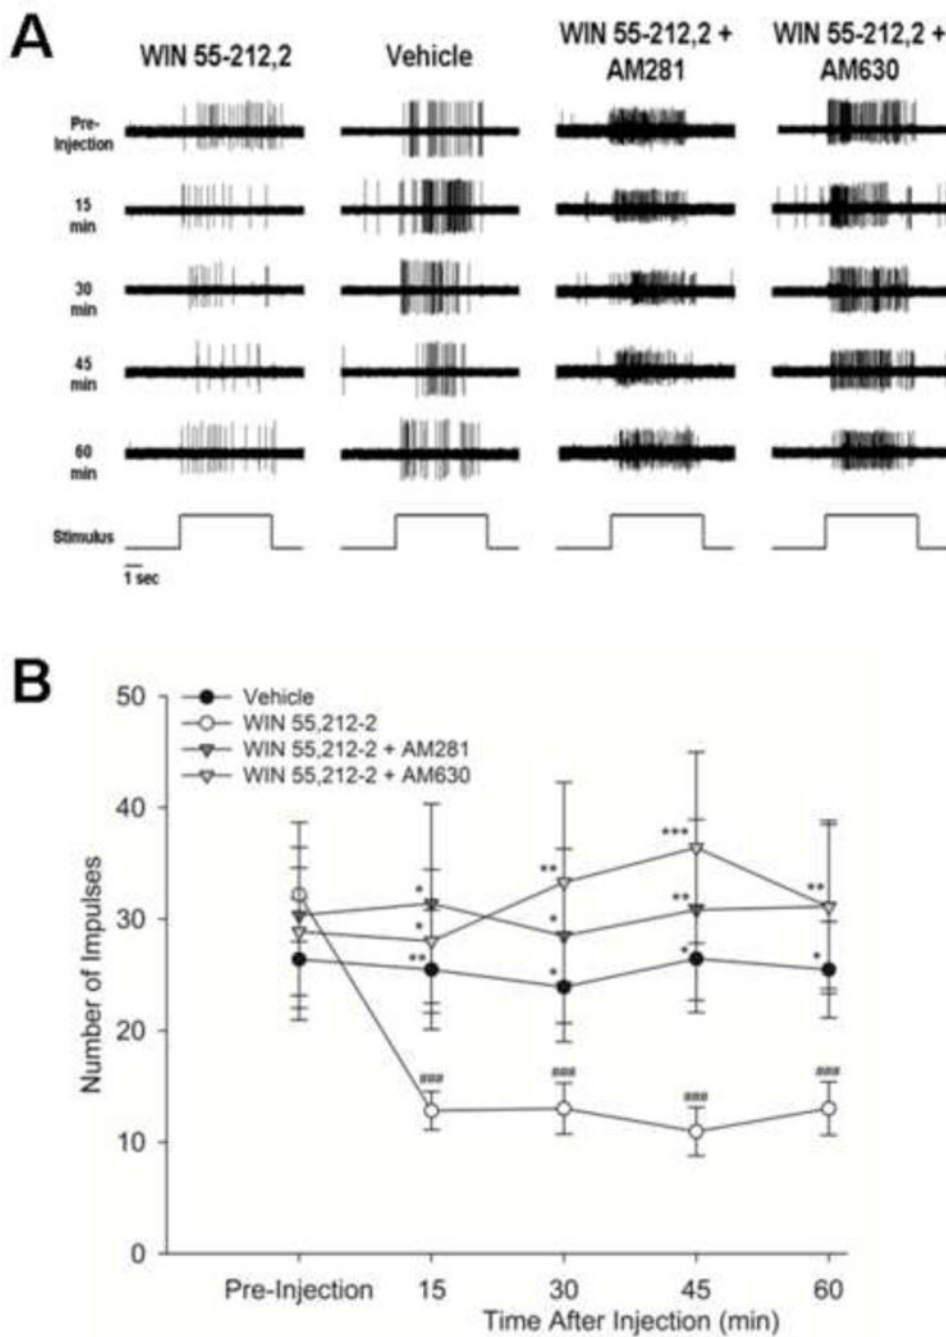 A
WIN 55-212,2
Vehicle
WIN 55-212,2 +
AM281
WIN 55-212,2 +
AM630
Pre-
Injection
15
min
30
min
45
min
60
min
Stimulus
1 sec
B
Vehicle
WIN 55,212-2
WIN 55,212-2 + AM281
WIN 55,212-2 + AM630
50
40
30
20
10
0
Number of Impulses
*
*
**
###
**
*
*
###
***
**
*
###
**
*
###
Pre-Injection
15
30
45
60
Time After Injection (min)